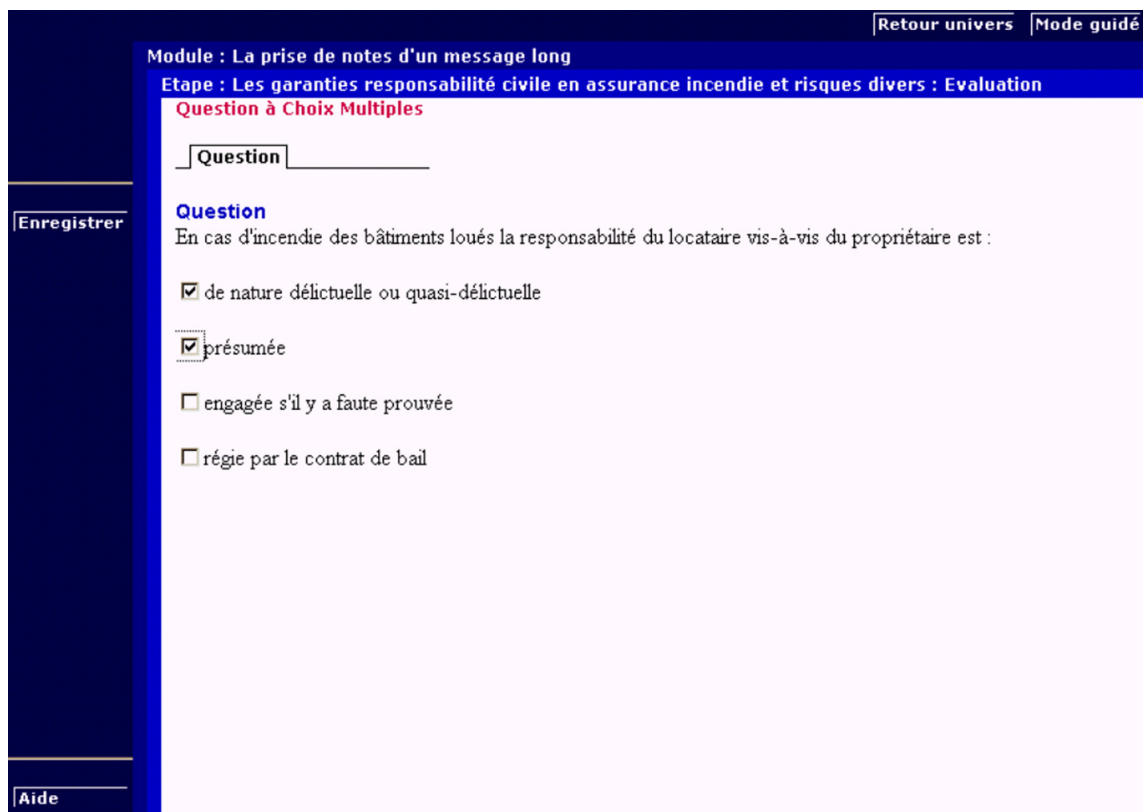 Retour univers Mode guidé
Module : La prise de notes d'un message long
Etape : Les garanties responsabilité civile en assurance incendie et risques divers : Evaluation
Question à Choix Multiples
Question
Enregistrer
Question
En cas d'incendie des bâtiments loués la responsabilité du locataire vis-à-vis du propriétaire est :
de nature délictuelle ou quasi-délictuelle
présumée
engagée s'il y a faute prouvée
régie par le contrat de bail
Aide